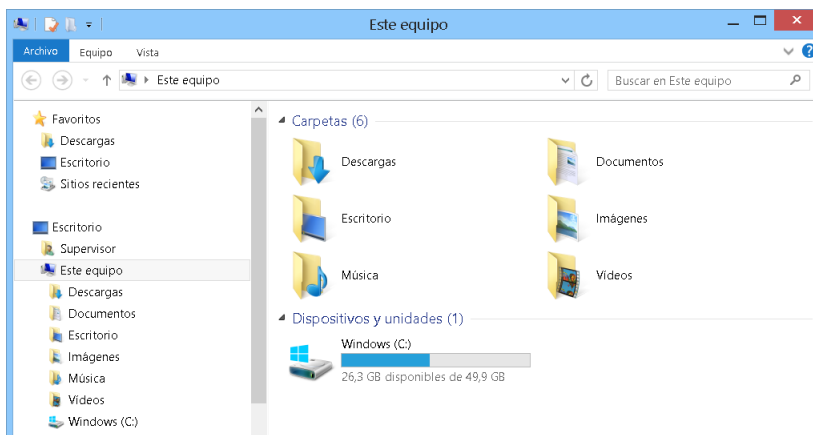 Este equipo
Archivo Equipo Vista
Este equipo
Buscar en Este equipo
Favoritos
Descargas
Escritorio
Sitios recientes
Escritorio
Supervisor
Este equipo
Descargas
Documentos
Escritorio
Imágenes
Música
Vídeos
Windows (C:)
Carpetas (6)
Descargas
Documentos
Escritorio
Imágenes
Música
Vídeos
Dispositivos y unidades (1)
Windows (C:)
26,3 GB disponibles de 49,9 GB